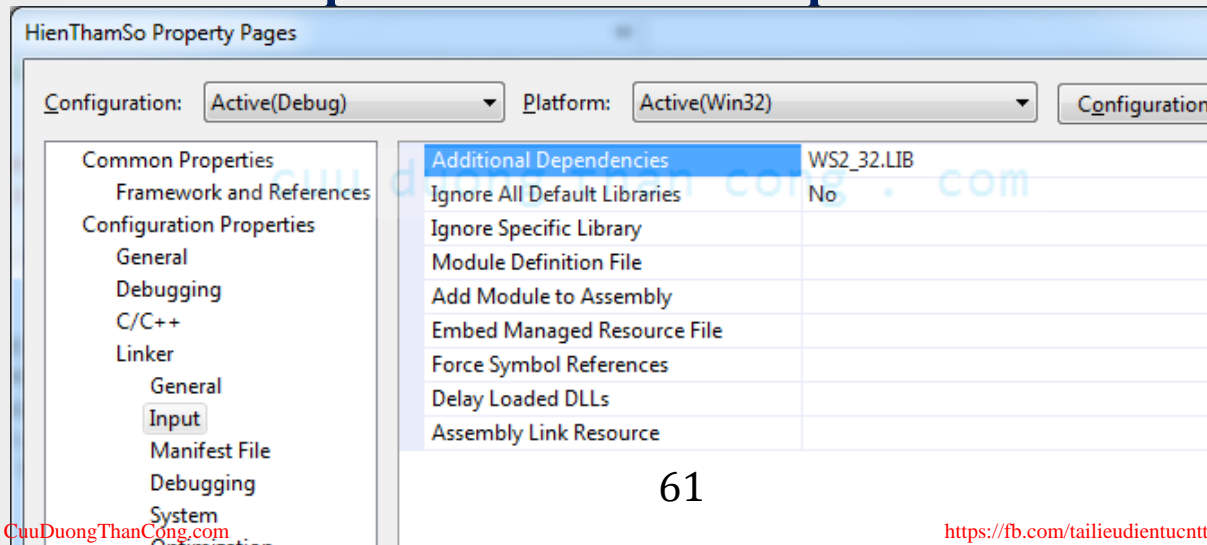 HienThamSo Property Pages
Configuration: Active(Debug) Platform: Active(Win32) Configuration
Common Properties
Framework and References
Configuration Properties
General
Debugging
C/C++
Linker
General
Input
Manifest File
Debugging
System
Additional Dependencies WS2_32.LIB
Ignore All Default Libraries No
Ignore Specific Library
Module Definition File
Add Module to Assembly
Embed Managed Resource File
Force Symbol References
Delay Loaded DLLs
Assembly Link Resource
cuu duong than cong . com
61
CuuDuongThanCong.com
https://fb.com/tailieudientucntt